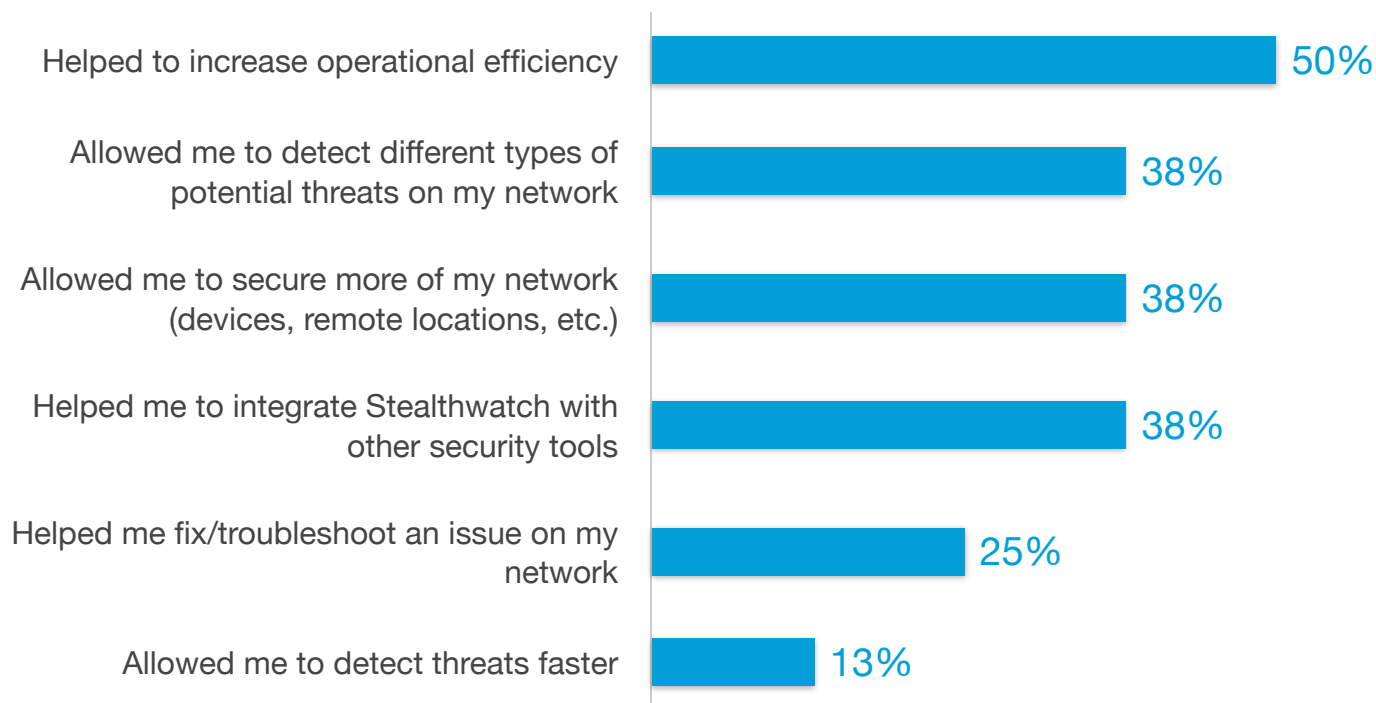 Helped to increase operational efficiency
50%
Allowed me to detect different types of
potential threats on my network
38%
Allowed me to secure more of my network
(devices, remote locations, etc.)
38%
Helped me to integrate Stealthwatch with
other security tools
38%
Helped me fix/troubleshoot an issue on my
network
25%
Allowed me to detect threats faster
13%